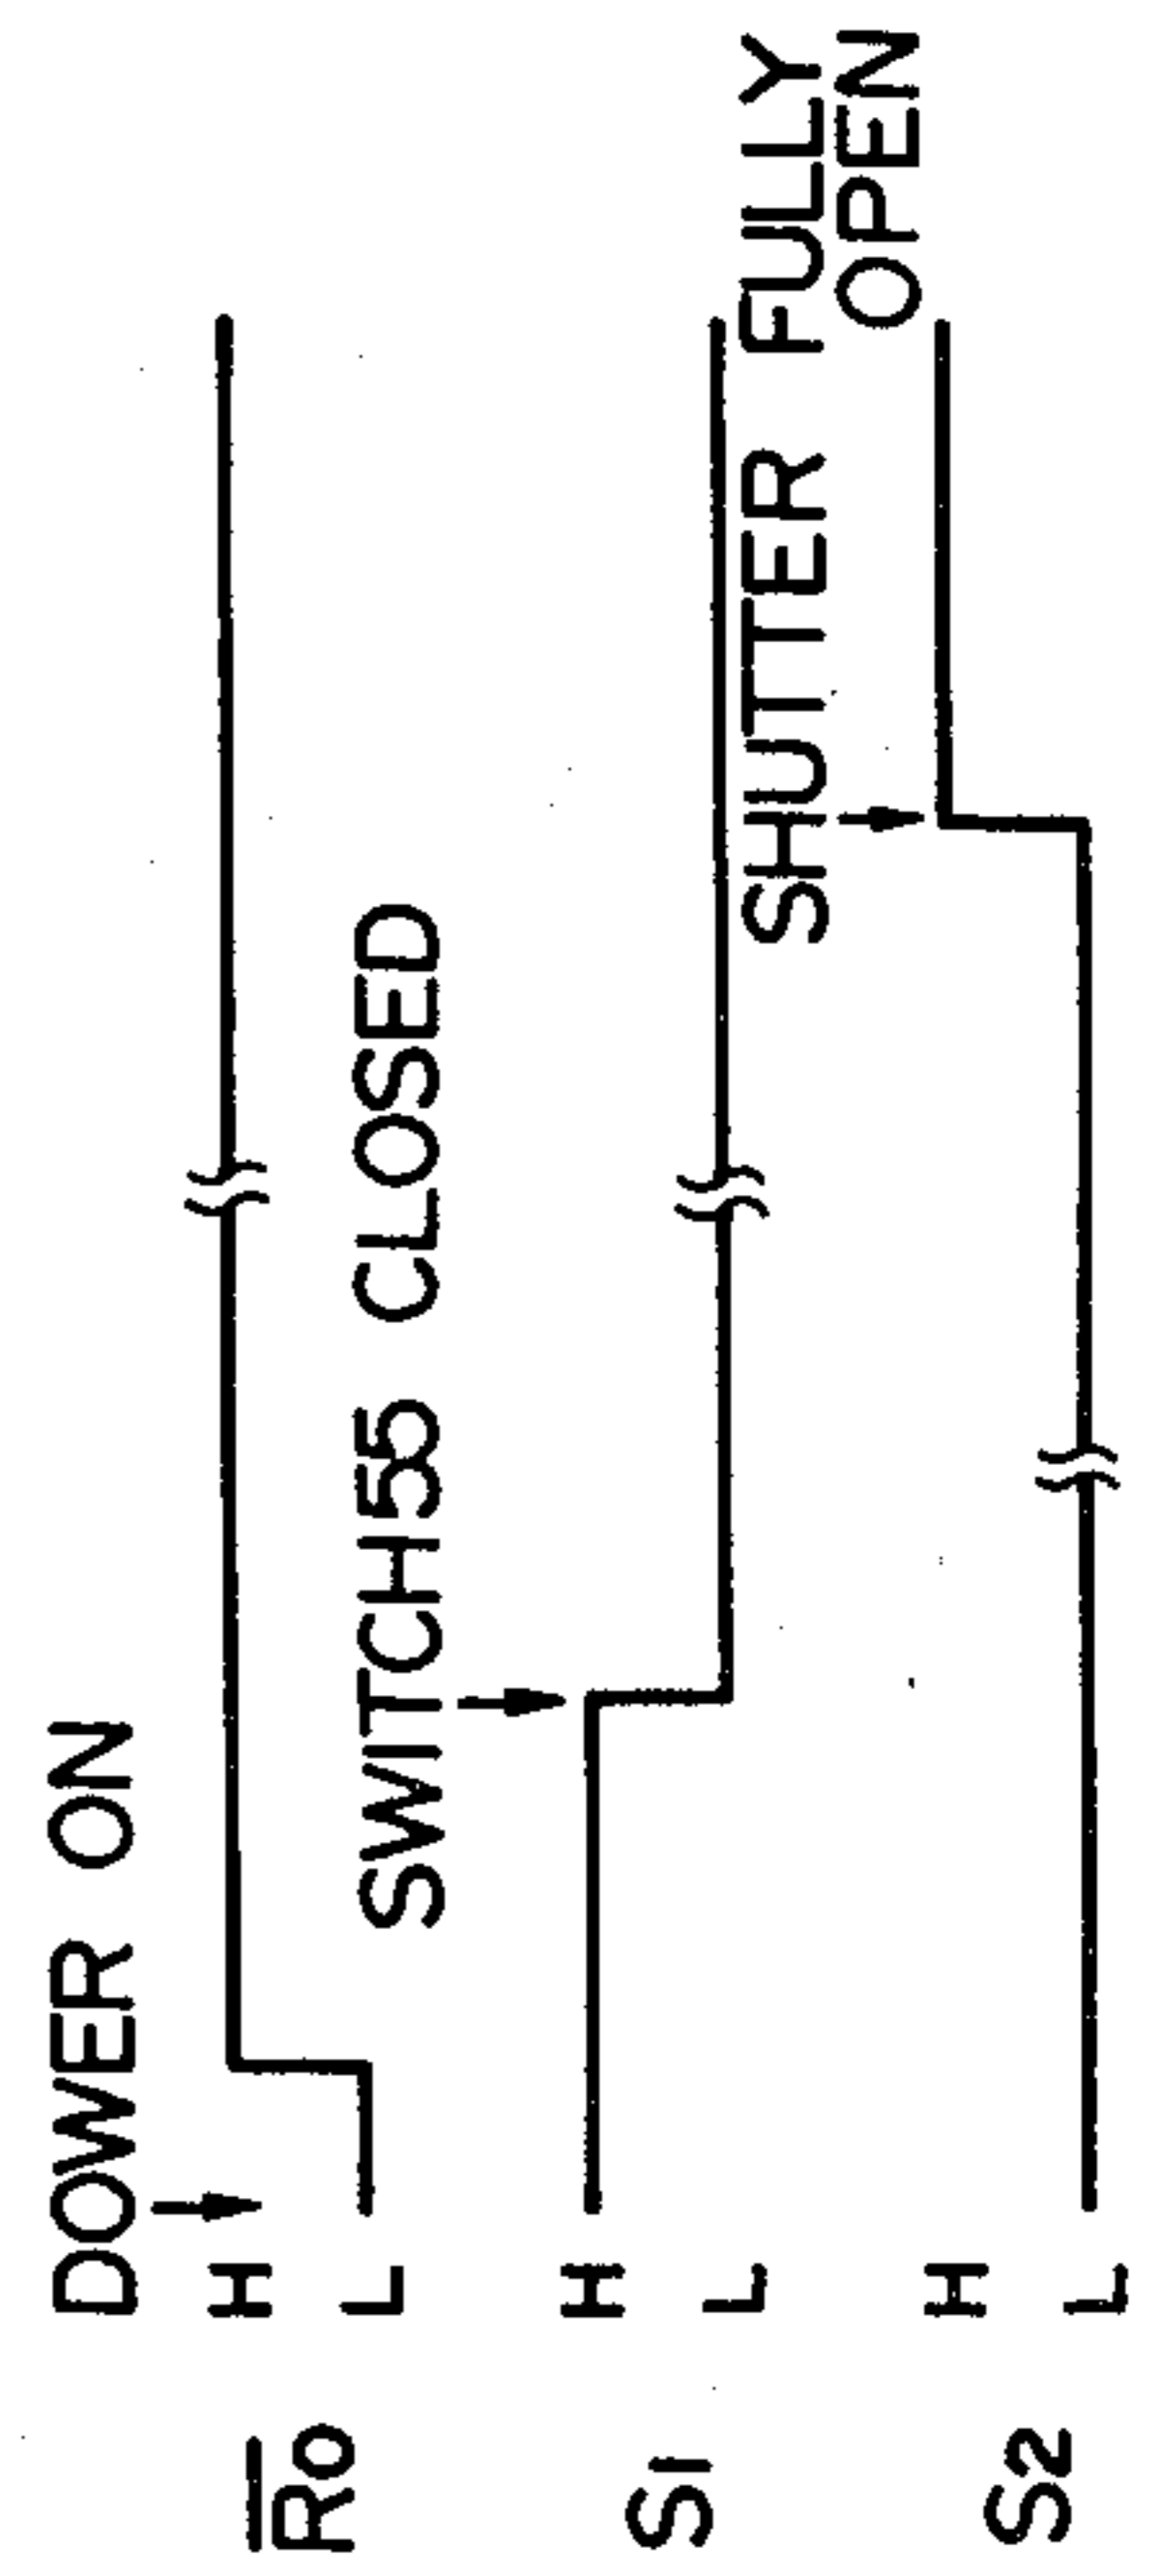 DOWER ON
H
R̅o
L
SWITCH55 CLOSED
H
S1
L
SHUTTER FULLY
OPEN
H
S2
L